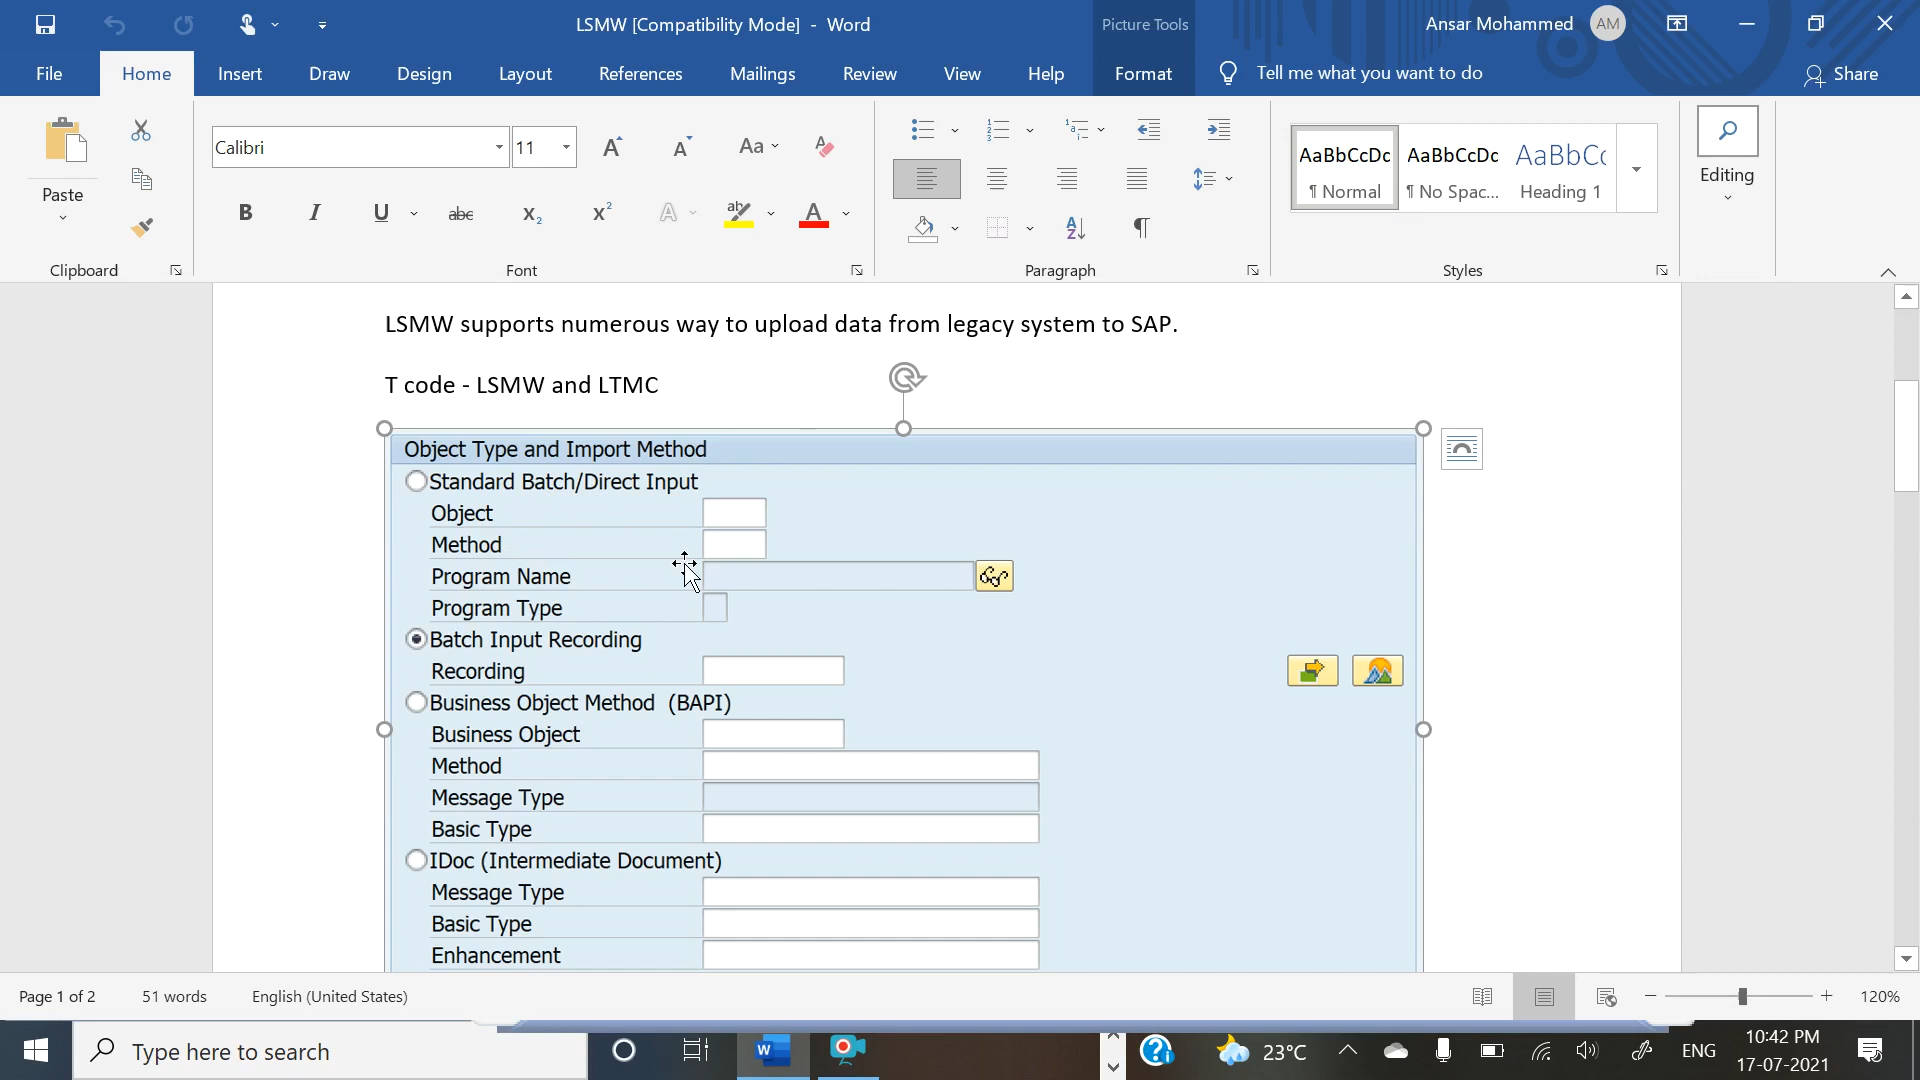 LSMW [Compatibility Mode] - Word
Picture Tools
Ansar Mohammed
AM
File
Home
Insert
Draw
Design
Layout
References
Mailings
Review
View
Help
Format
Tell me what you want to do
Share
Paste
Clipboard
Calibri
11
Aa
B I U abc X₂ X² A ab A
Font
Paragraph
AaBbCcDc
¶ Normal
AaBbCcDc
¶ No Spac...
AaBbCc
Heading 1
Styles
Editing
LSMW supports numerous way to upload data from legacy system to SAP.
T code - LSMW and LTMC
Object Type and Import Method
Standard Batch/Direct Input
Object
Method
Program Name
Program Type
Batch Input Recording
Recording
Business Object Method (BAPI)
Business Object
Method
Message Type
Basic Type
IDoc (Intermediate Document)
Message Type
Basic Type
Enhancement
Page 1 of 2
51 words
English (United States)
120%
Type here to search
23°C
ENG
10:42 PM
17-07-2021